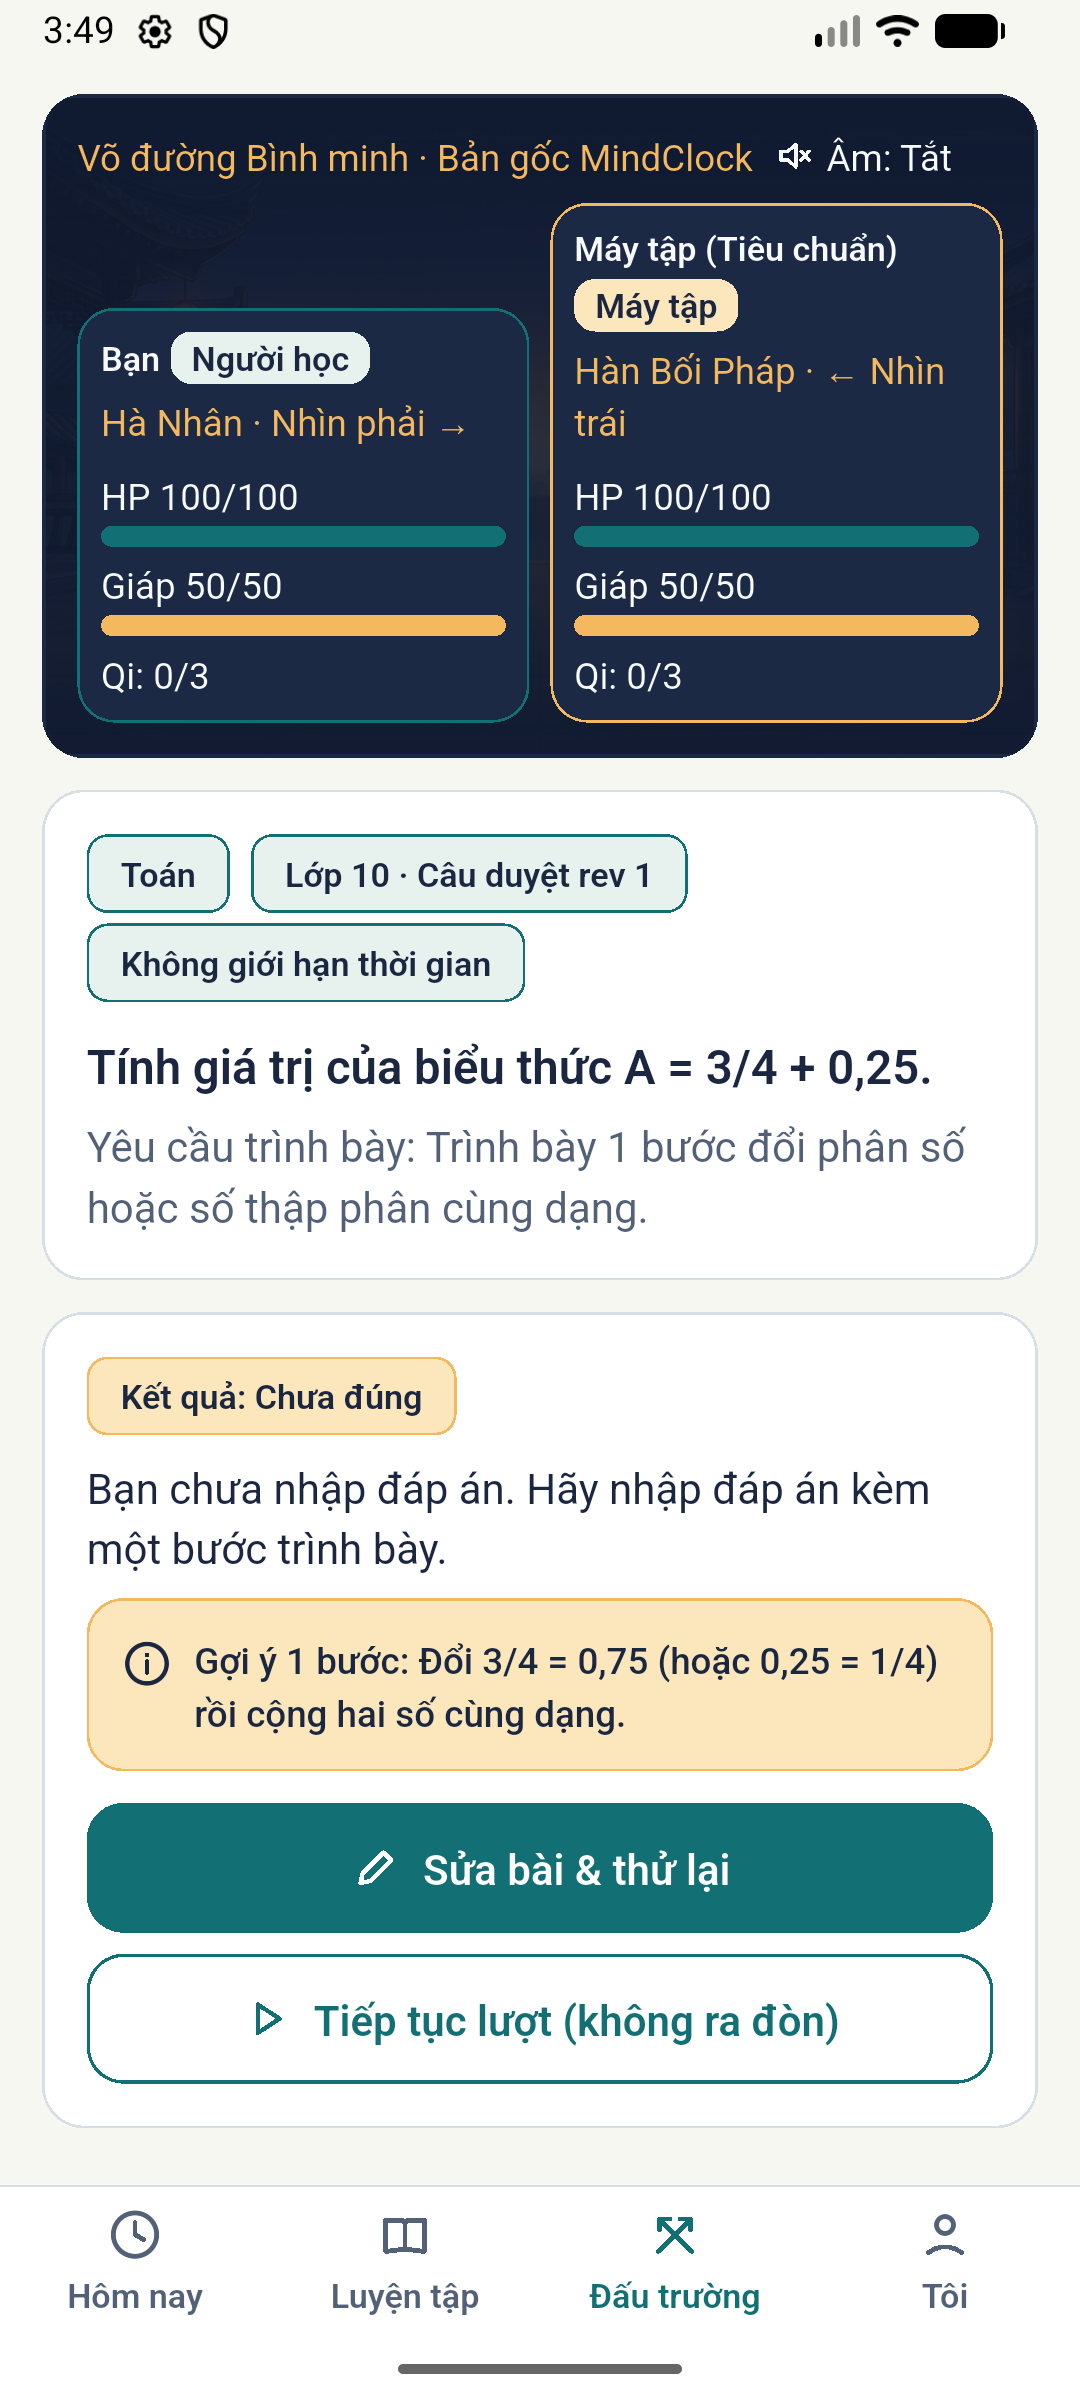 3:49
Võ đường Bình minh · Bản gốc MindClock
Âm: Tắt
Bạn
Người học
Hà Nhân · Nhìn phải →
HP 100/100
Giáp 50/50
Qi: 0/3
Máy tập (Tiêu chuẩn)
Máy tập
Hàn Bối Pháp · ← Nhìn
trái
HP 100/100
Giáp 50/50
Qi: 0/3
Toán
Lớp 10 · Câu duyệt rev 1
Không giới hạn thời gian
Tính giá trị của biểu thức A = 3/4 + 0,25.
Yêu cầu trình bày: Trình bày 1 bước đổi phân số
hoặc số thập phân cùng dạng.
Kết quả: Chưa đúng
Bạn chưa nhập đáp án. Hãy nhập đáp án kèm
một bước trình bày.
Gợi ý 1 bước: Đổi 3/4 = 0,75 (hoặc 0,25 = 1/4)
rồi cộng hai số cùng dạng.
Sửa bài & thử lại
Tiếp tục lượt (không ra đòn)
Hôm nay
Luyện tập
Đấu trường
Tôi